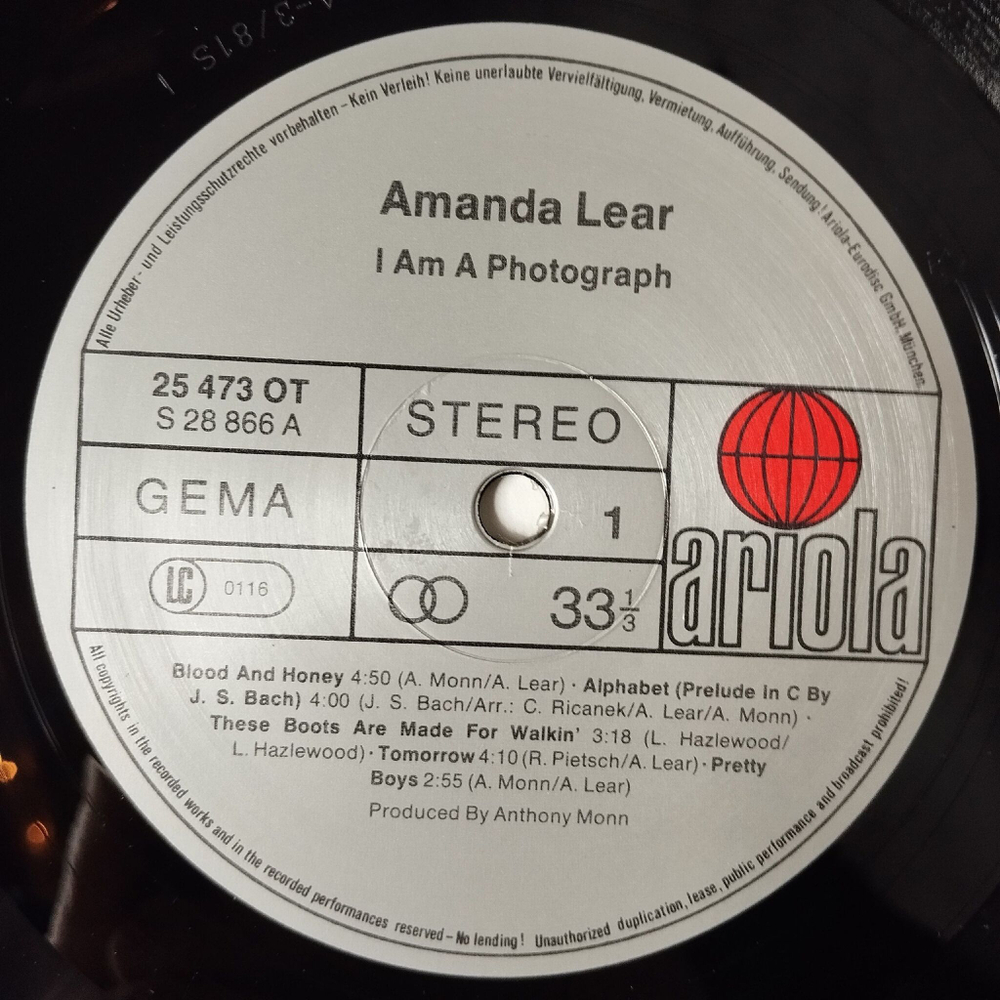 Alle Urheber- und Leistungsschutzrechte vorbehalten – Kein Verleih! Keine unerlaubte Vervielfältigung, Vermietung, Aufführung, Sendung! Ariola-Eurodisc GmbH, München.
Amanda Lear
I Am A Photograph
25 473 OT
S 28 866 A
STEREO
GEMA
1
LC 0116
33 1/3
ariola
Blood And Honey 4:50 (A. Monn/A. Lear) · Alphabet (Prelude In C By
J. S. Bach) 4:00 (J. S. Bach/Arr.: C. Ricanek/A. Lear/A. Monn) ·
These Boots Are Made For Walkin' 3:18 (L. Hazlewood/
L. Hazlewood) · Tomorrow 4:10 (R. Pietsch/A. Lear) · Pretty
Boys 2:55 (A. Monn/A. Lear)
Produced By Anthony Monn
All copyrights in the recorded works and in the recorded performances reserved – No lending! Unauthorized duplication, lease, public performance and broadcast prohibited!